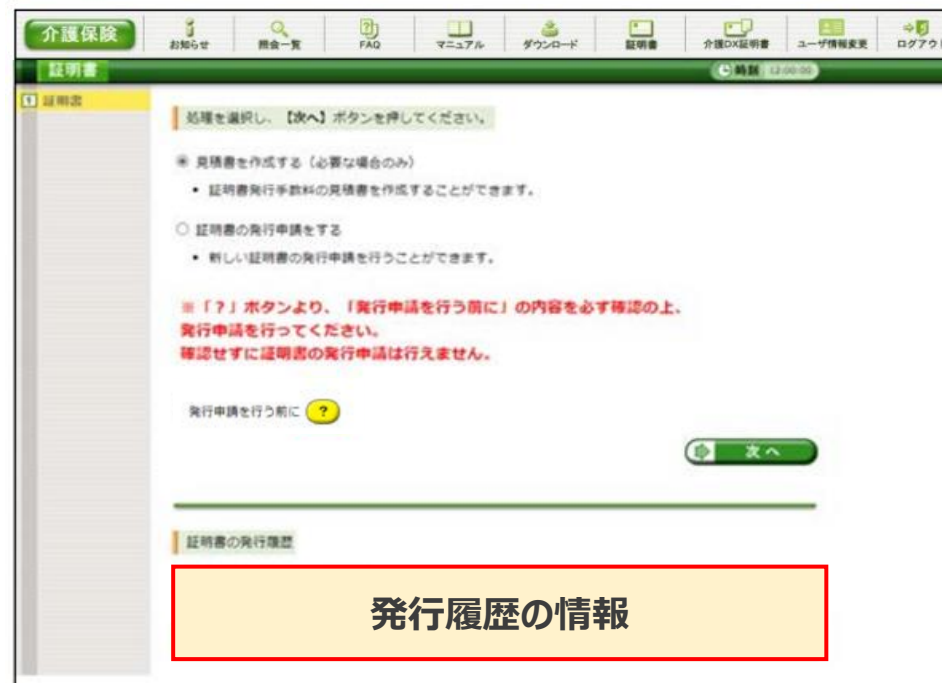 介護保険
お知らせ 照会一覧 FAQ マニュアル ダウンロード 証明書 介護DX証明書 ユーザ情報変更 ログアウ
証明書 時刻 12:00:00
1 証明書
処理を選択し、【次へ】ボタンを押してください。
見積書を作成する（必要な場合のみ）
• 証明書発行手数料の見積書を作成することができます。
証明書の発行申請をする
• 新しい証明書の発行申請を行うことができます。
※「？」ボタンより、「発行申請を行う前に」の内容を必ず確認の上、
発行申請を行ってください。
確認せずに証明書の発行申請は行えません。
発行申請を行う前に ?
次へ
証明書の発行履歴
発行履歴の情報